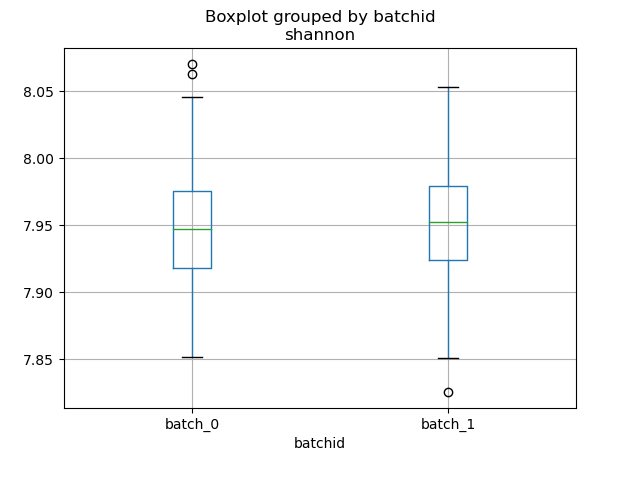 Boxplot grouped by batchid
shannon
8.05
8.00
7.95
7.90
7.85
batch_0 batch_1
batchid